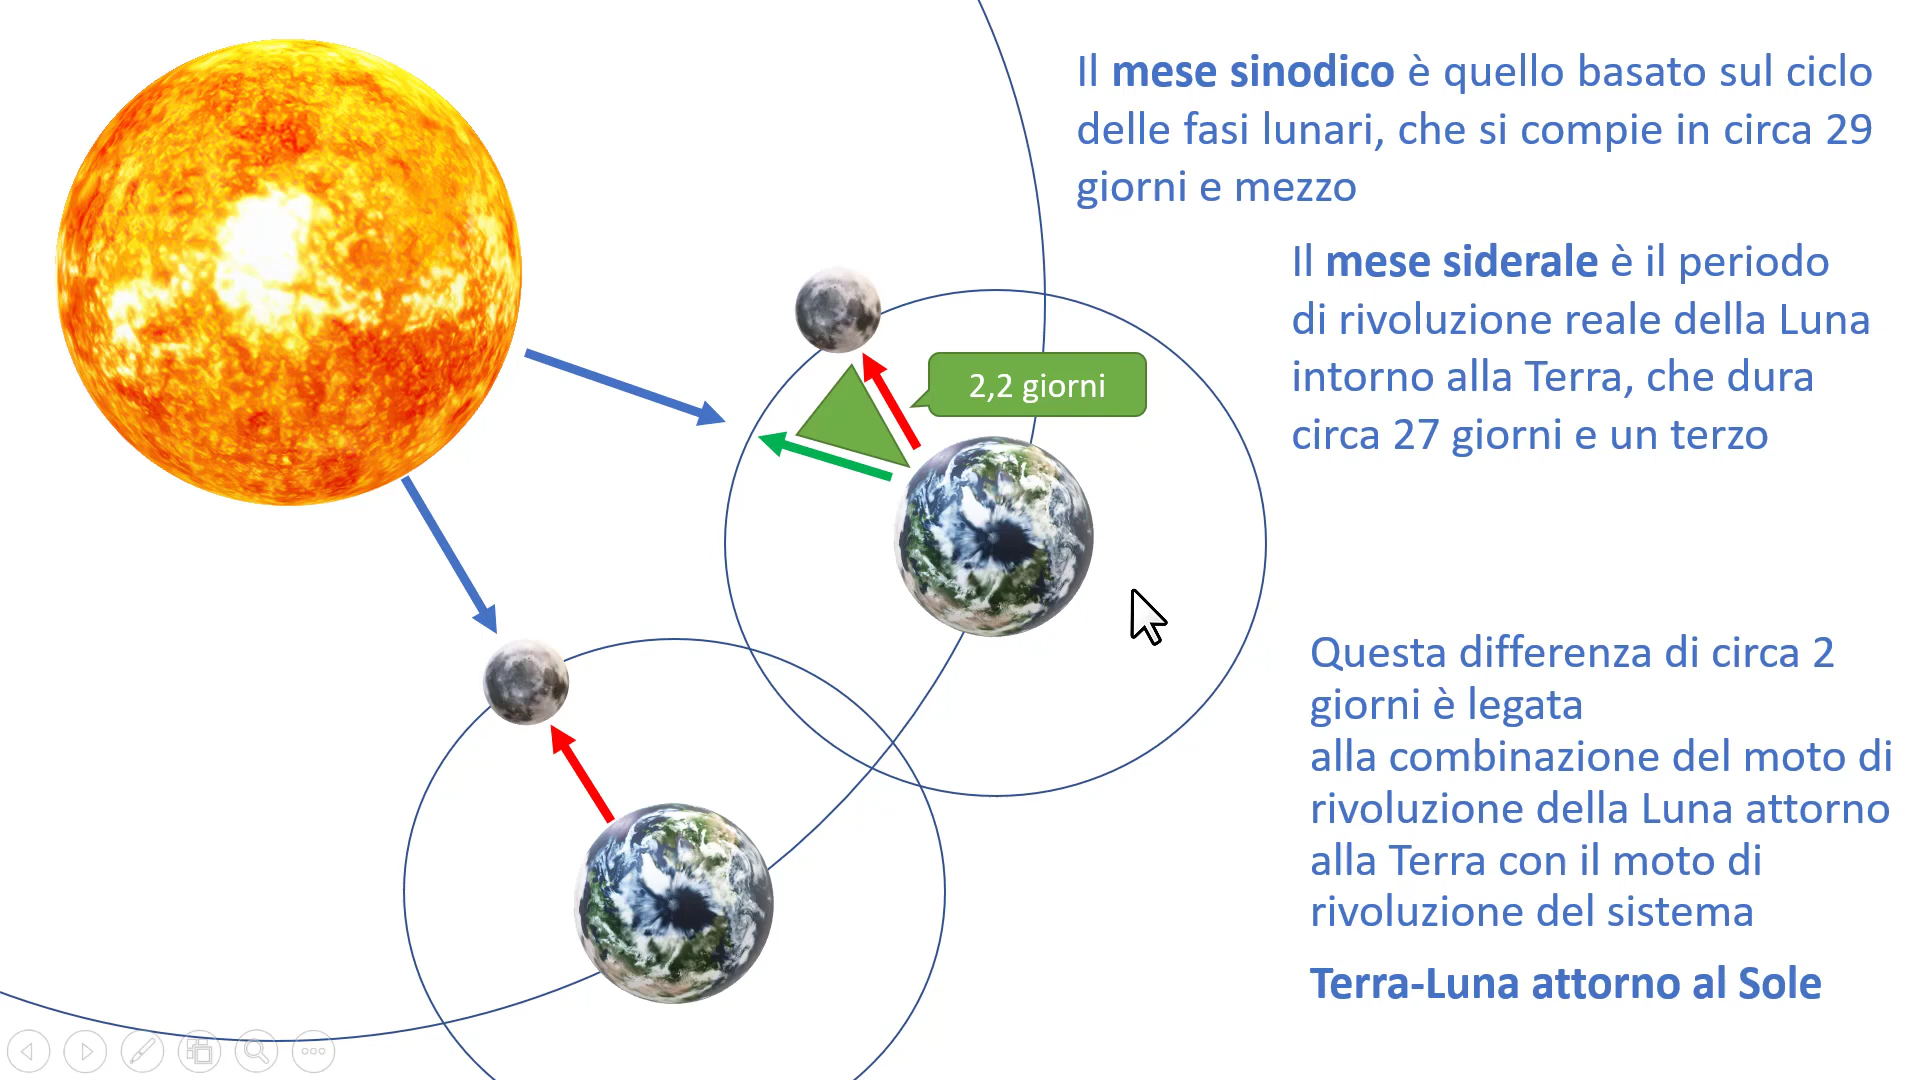 Il mese sinodico è quello basato sul ciclo
delle fasi lunari, che si compie in circa 29
giorni e mezzo
Il mese siderale è il periodo
di rivoluzione reale della Luna
intorno alla Terra, che dura
circa 27 giorni e un terzo
2,2 giorni
Questa differenza di circa 2
giorni è legata
alla combinazione del moto di
rivoluzione della Luna attorno
alla Terra con il moto di
rivoluzione del sistema
Terra-Luna attorno al Sole